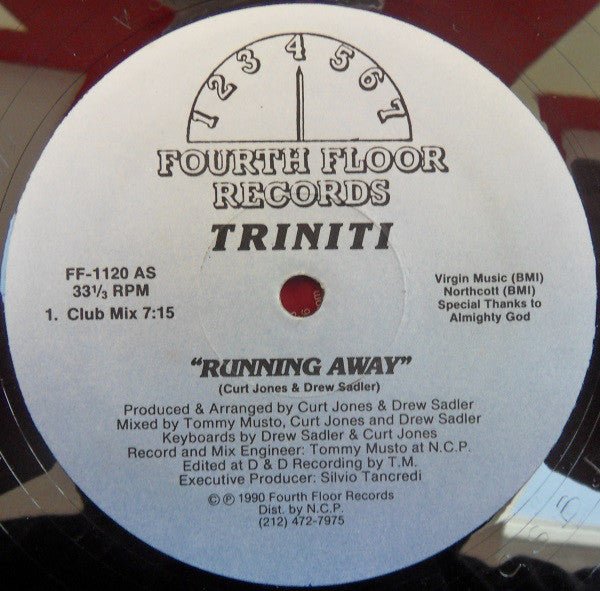 1 2 3 4 5 6 7
FOURTH FLOOR
RECORDS
TRINITI
FF-1120 AS
33⅓ RPM
1. Club Mix 7:15
Virgin Music (BMI)
Northcott (BMI)
Special Thanks to
Almighty God
"RUNNING AWAY"
(Curt Jones & Drew Sadler)
Produced & Arranged by Curt Jones & Drew Sadler
Mixed by Tommy Musto, Curt Jones and Drew Sadler
Keyboards by Drew Sadler & Curt Jones
Record and Mix Engineer: Tommy Musto at N.C.P.
Edited at D & D Recording by T.M.
Executive Producer: Silvio Tancredi
© ℗ 1990 Fourth Floor Records
Dist. by N.C.P.
(212) 472-7975